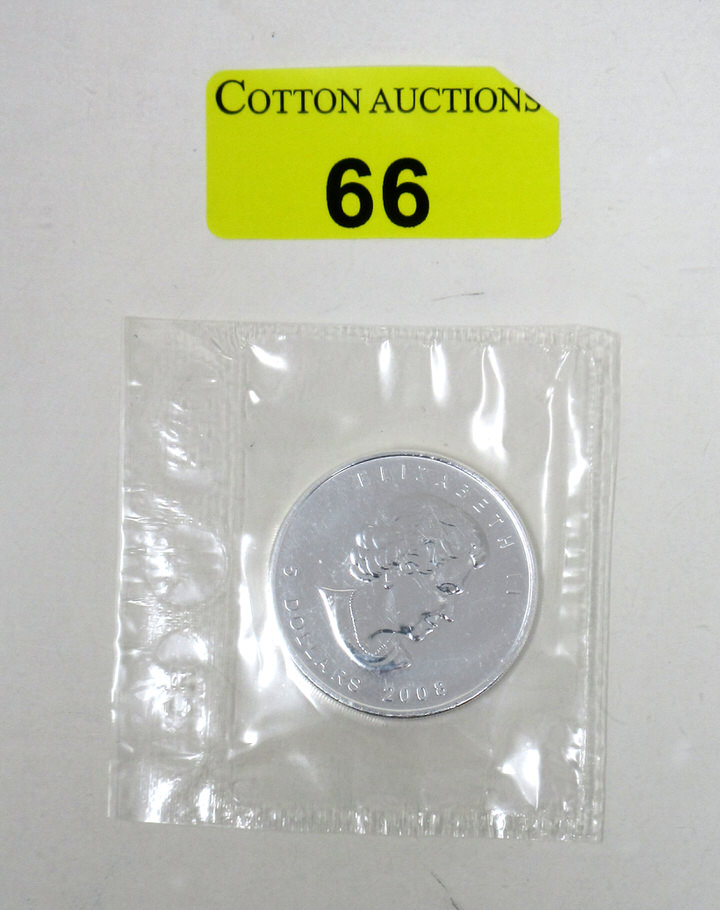 COTTON AUCTIONS
66
ELIZABETH II
5 DOLLARS 2008